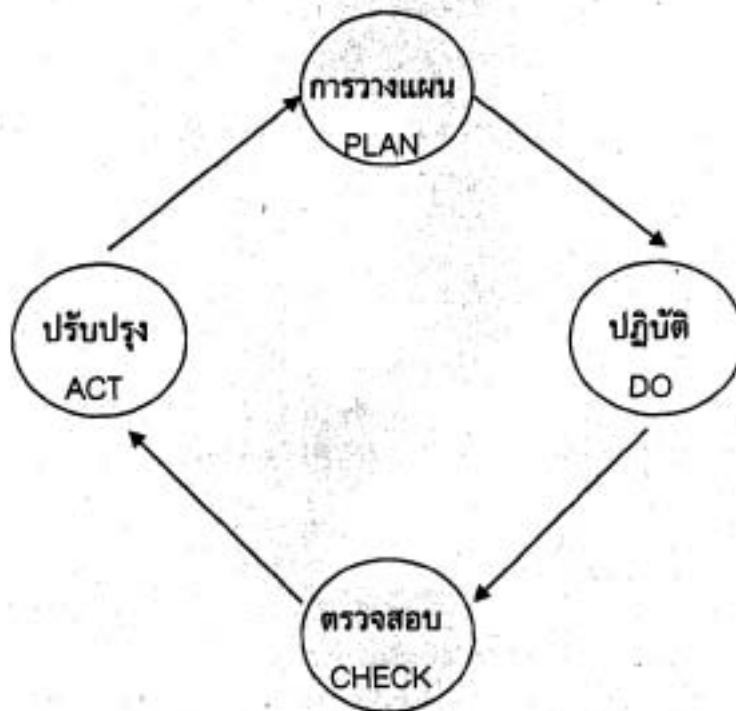 การวางแผน
PLAN
ปฏิบัติ
DO
ตรวจสอบ
CHECK
ปรับปรุง
ACT